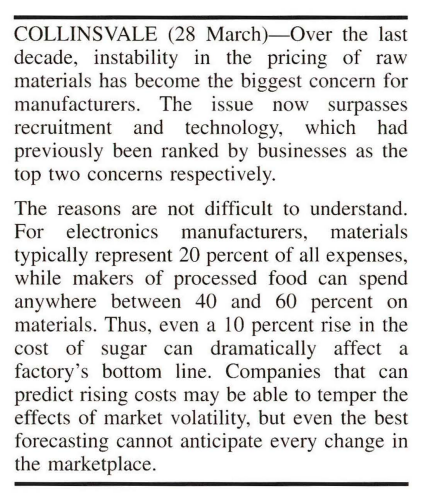 COLLINSVALE (28 March)—Over the last
decade, instability in the pricing of raw
materials has become the biggest concern for
manufacturers. The issue now surpasses
recruitment and technology, which had
previously been ranked by businesses as the
top two concerns respectively.
The reasons are not difficult to understand.
For electronics manufacturers, materials
typically represent 20 percent of all expenses,
while makers of processed food can spend
anywhere between 40 and 60 percent on
materials. Thus, even a 10 percent rise in the
cost of sugar can dramatically affect a
factory's bottom line. Companies that can
predict rising costs may be able to temper the
effects of market volatility, but even the best
forecasting cannot anticipate every change in
the marketplace.